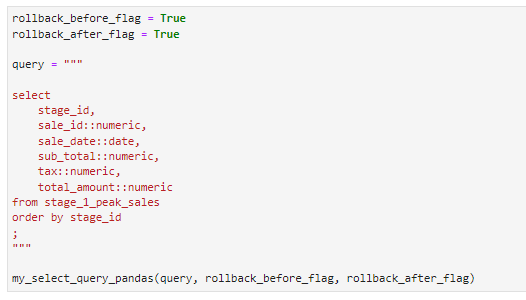 rollback_before_flag = True
rollback_after_flag = True
query = """
select
stage_id,
sale_id::numeric,
sale_date::date,
sub_total::numeric,
tax::numeric,
total_amount::numeric
from stage_1_peak_sales
order by stage_id
;
"""
my_select_query_pandas(query, rollback_before_flag, rollback_after_flag)